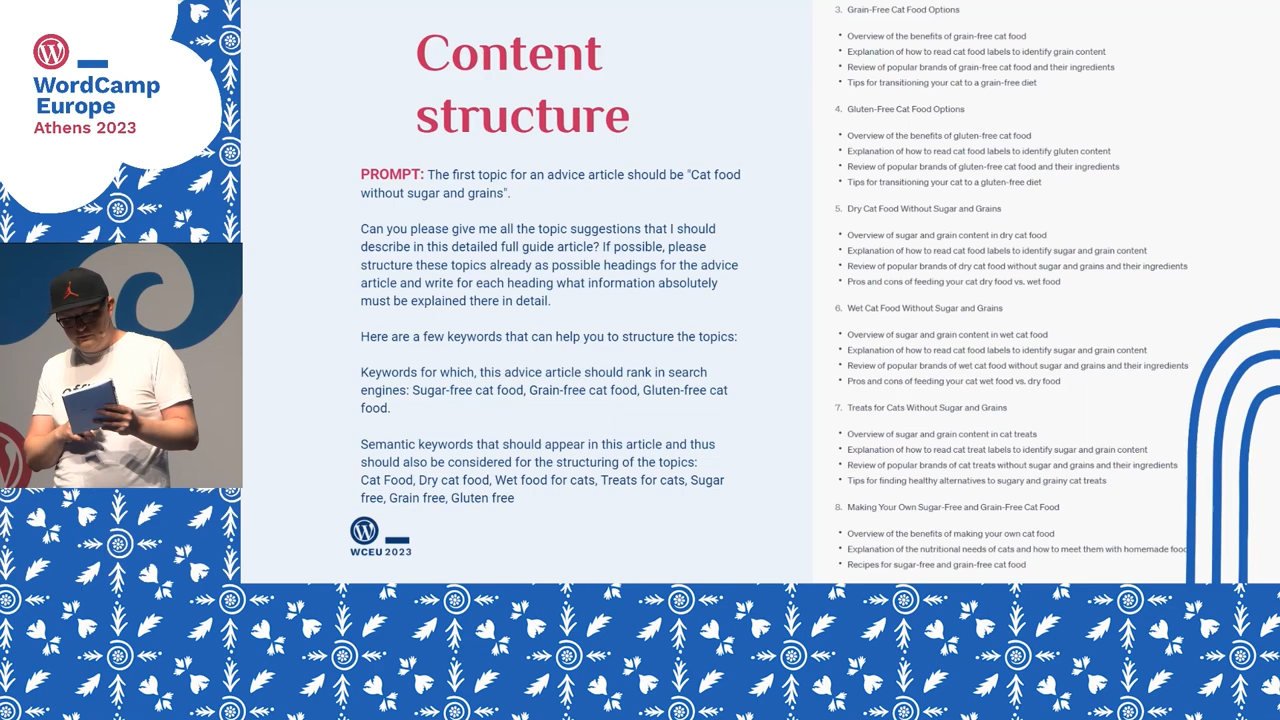 WordCamp
Europe
Athens 2023
Content
structure
PROMPT: The first topic for an advice article should be "Cat food
without sugar and grains".
Can you please give me all the topic suggestions that I should
describe in this detailed full guide article? If possible, please
structure these topics already as possible headings for the advice
article and write for each heading what information absolutely
must be explained there in detail.
Here are a few keywords that can help you to structure the topics:
Keywords for which, this advice article should rank in search
engines: Sugar-free cat food, Grain-free cat food, Gluten-free cat
food.
Semantic keywords that should appear in this article and thus
should also be considered for the structuring of the topics:
Cat Food, Dry cat food, Wet food for cats, Treats for cats, Sugar
free, Grain free, Gluten free
WCEU 2023
3. Grain-Free Cat Food Options
• Overview of the benefits of grain-free cat food
• Explanation of how to read cat food labels to identify grain content
• Review of popular brands of grain-free cat food and their ingredients
• Tips for transitioning your cat to a grain-free diet
4. Gluten-Free Cat Food Options
• Overview of the benefits of gluten-free cat food
• Explanation of how to read cat food labels to identify gluten content
• Review of popular brands of gluten-free cat food and their ingredients
• Tips for transitioning your cat to a gluten-free diet
5. Dry Cat Food Without Sugar and Grains
• Overview of sugar and grain content in dry cat food
• Explanation of how to read cat food labels to identify sugar and grain content
• Review of popular brands of dry cat food without sugar and grains and their ingredients
• Pros and cons of feeding your cat dry food vs. wet food
6. Wet Cat Food Without Sugar and Grains
• Overview of sugar and grain content in wet cat food
• Explanation of how to read cat food labels to identify sugar and grain content
• Review of popular brands of wet cat food without sugar and grains and their ingredients
• Pros and cons of feeding your cat wet food vs. dry food
7. Treats for Cats Without Sugar and Grains
• Overview of sugar and grain content in cat treats
• Explanation of how to read cat treat labels to identify sugar and grain content
• Review of popular brands of cat treats without sugar and grains and their ingredients
• Tips for finding healthy alternatives to sugary and grainy cat treats
8. Making Your Own Sugar-Free and Grain-Free Cat Food
• Overview of the benefits of making your own cat food
• Explanation of the nutritional needs of cats and how to meet them with homemade food
• Recipes for sugar-free and grain-free cat food